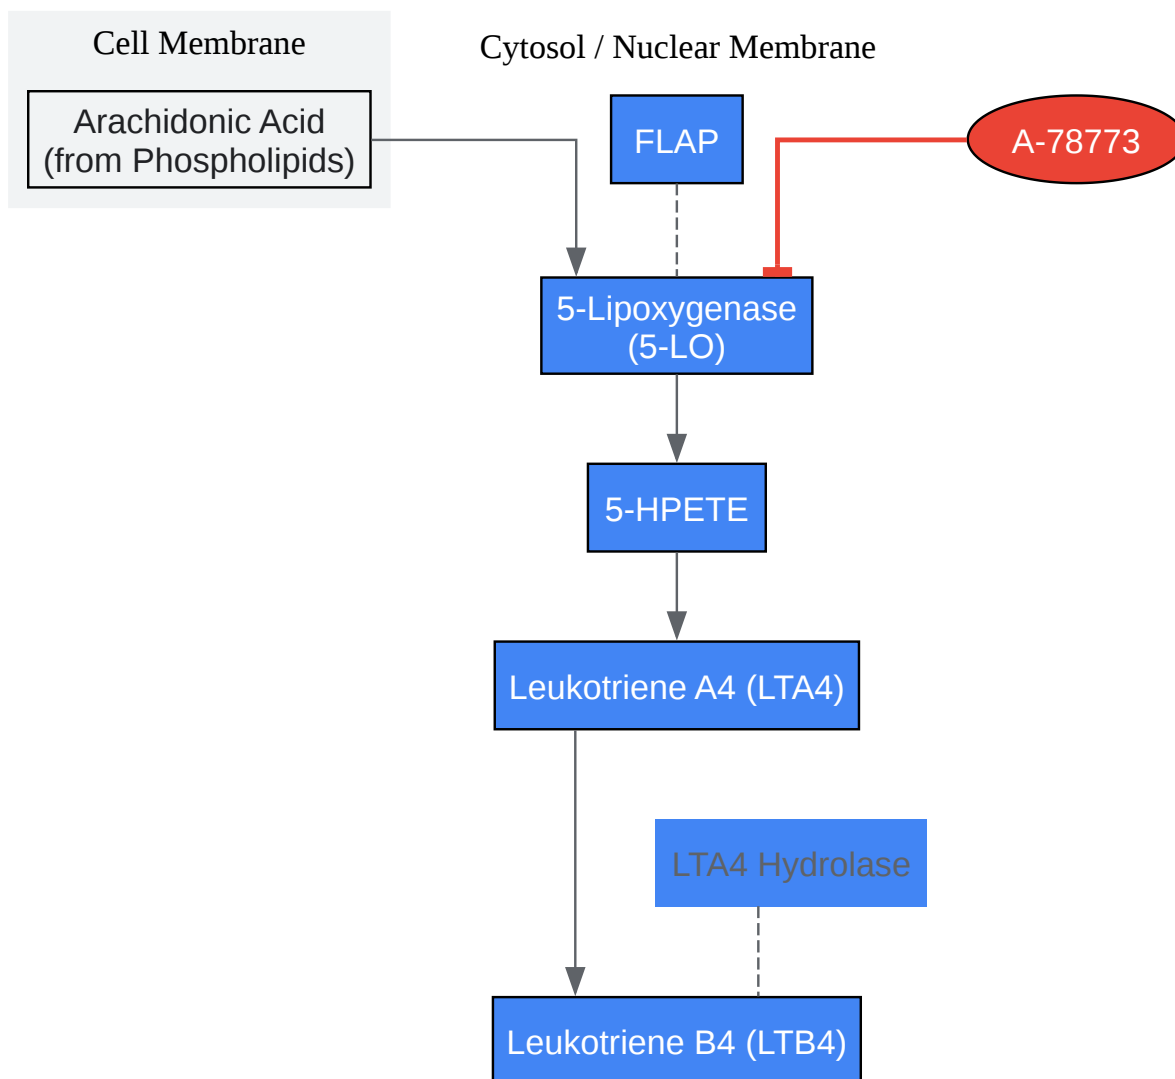 Cell Membrane
Cytosol / Nuclear Membrane
Arachidonic Acid
(from Phospholipids)
FLAP
A-78773
5-Lipoxygenase
(5-LO)
5-HPETE
Leukotriene A4 (LTA4)
LTA4 Hydrolase
Leukotriene B4 (LTB4)